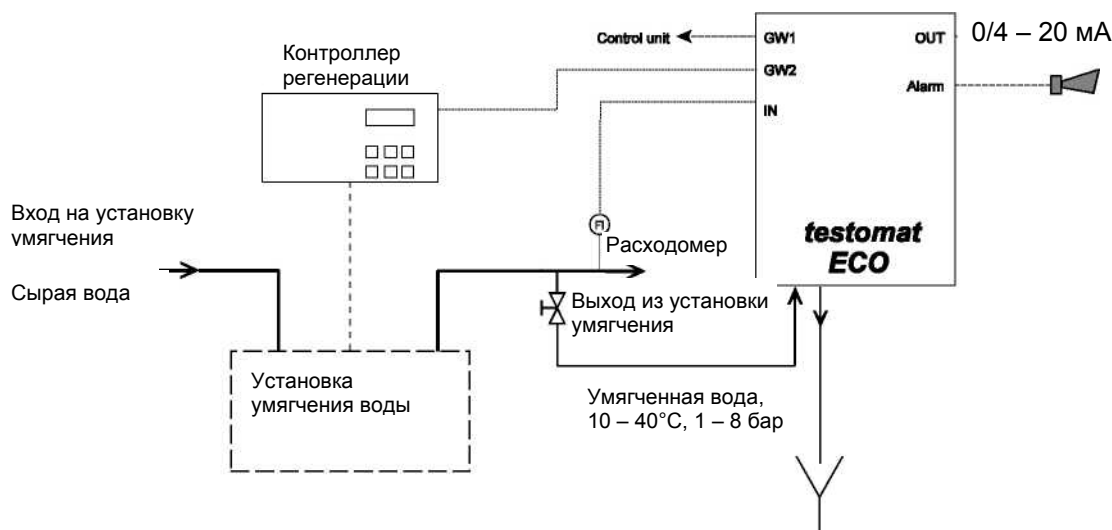 0/4 – 20 мА
Control unit
GW1
OUT
Контроллер
регенерации
GW2
Alarm
IN
Вход на установку
умягчения
FI
Расходомер
testomat
ECO
Сырая вода
Выход из установки
умягчения
Установка
умягчения воды
Умягченная вода,
10 – 40°С, 1 – 8 бар